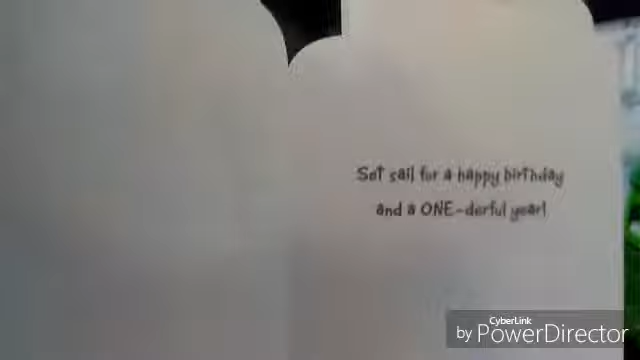 Set sail for a happy birthday
and a ONE-derful year!
CyberLink
by PowerDirector